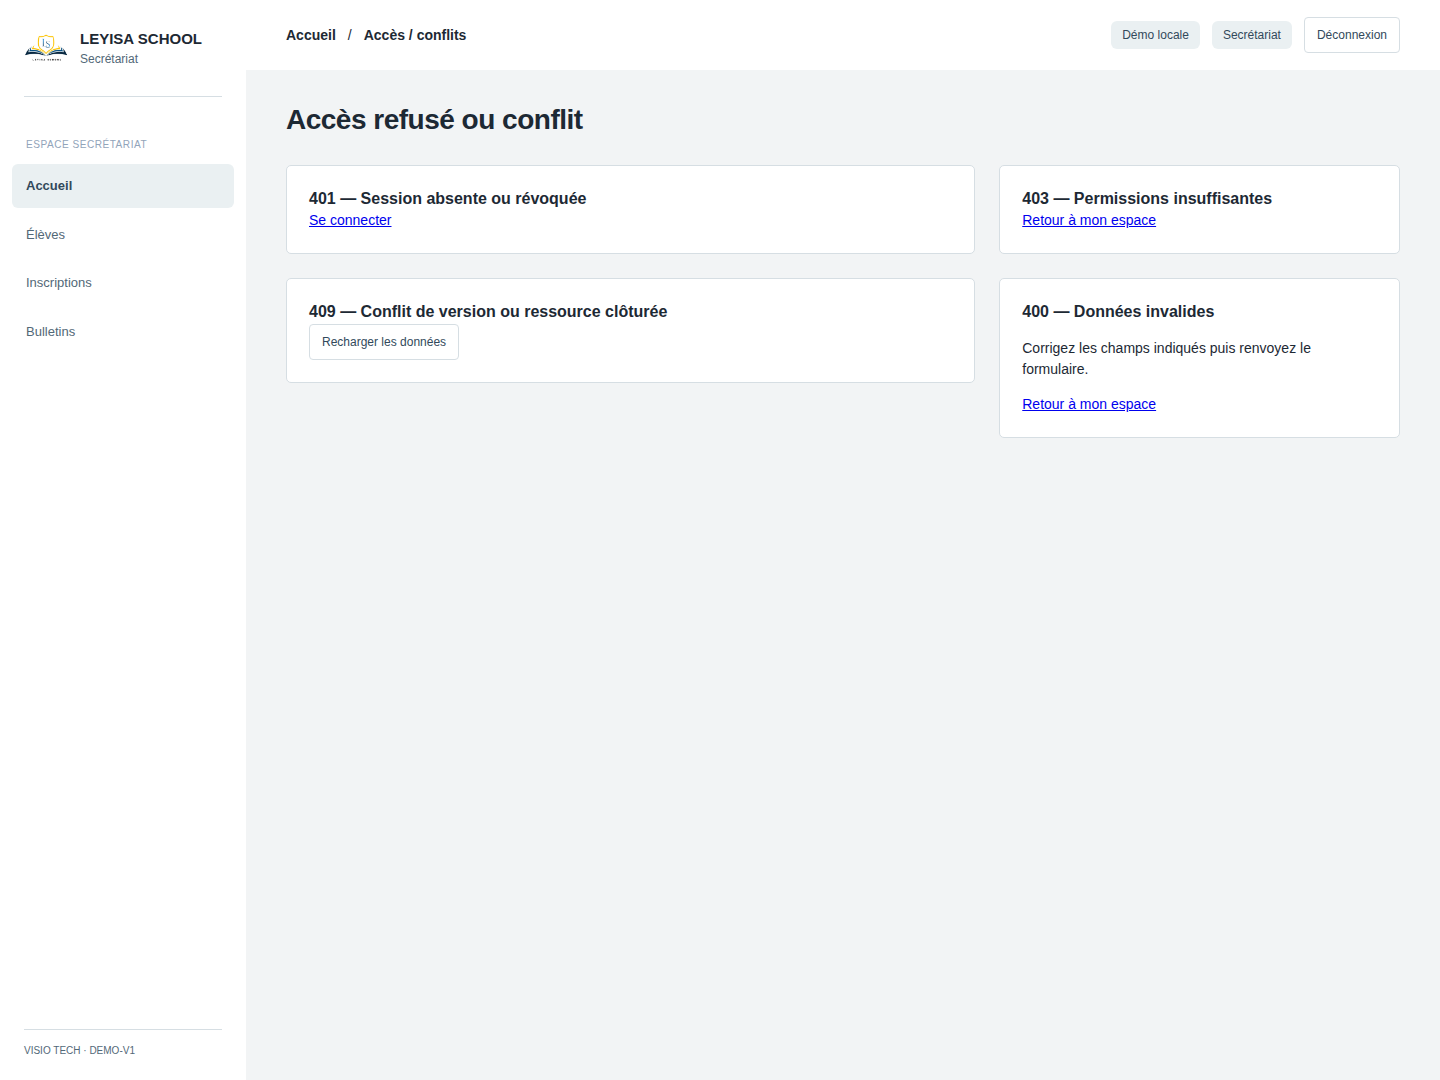 LEYISA SCHOOL
Secrétariat
ESPACE SECRÉTARIAT
Accueil
Élèves
Inscriptions
Bulletins
VISIO TECH · DEMO-V1
Accueil / Accès / conflits
Démo locale
Secrétariat
Déconnexion
Accès refusé ou conflit
401 — Session absente ou révoquée
Se connecter
403 — Permissions insuffisantes
Retour à mon espace
409 — Conflit de version ou ressource clôturée
Recharger les données
400 — Données invalides
Corrigez les champs indiqués puis renvoyez le
formulaire.
Retour à mon espace